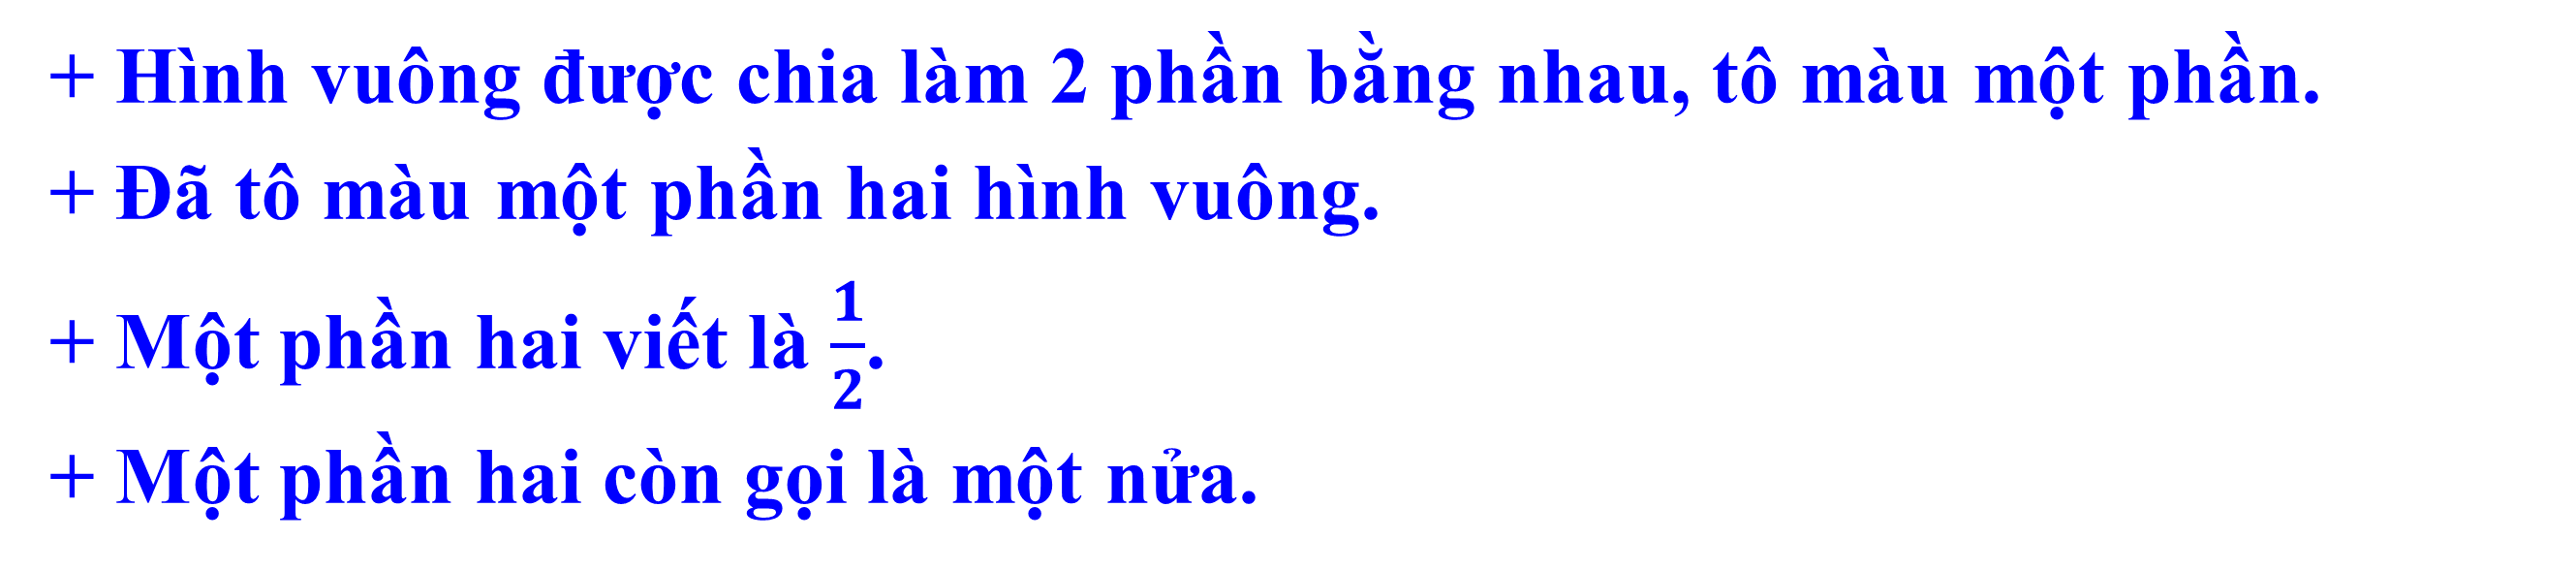 + Hình vuông được chia làm 2 phần bằng nhau, tô màu một phần.
+ Đã tô màu một phần hai hình vuông.
+ Một phần hai viết là 1/2.
+ Một phần hai còn gọi là một nửa.